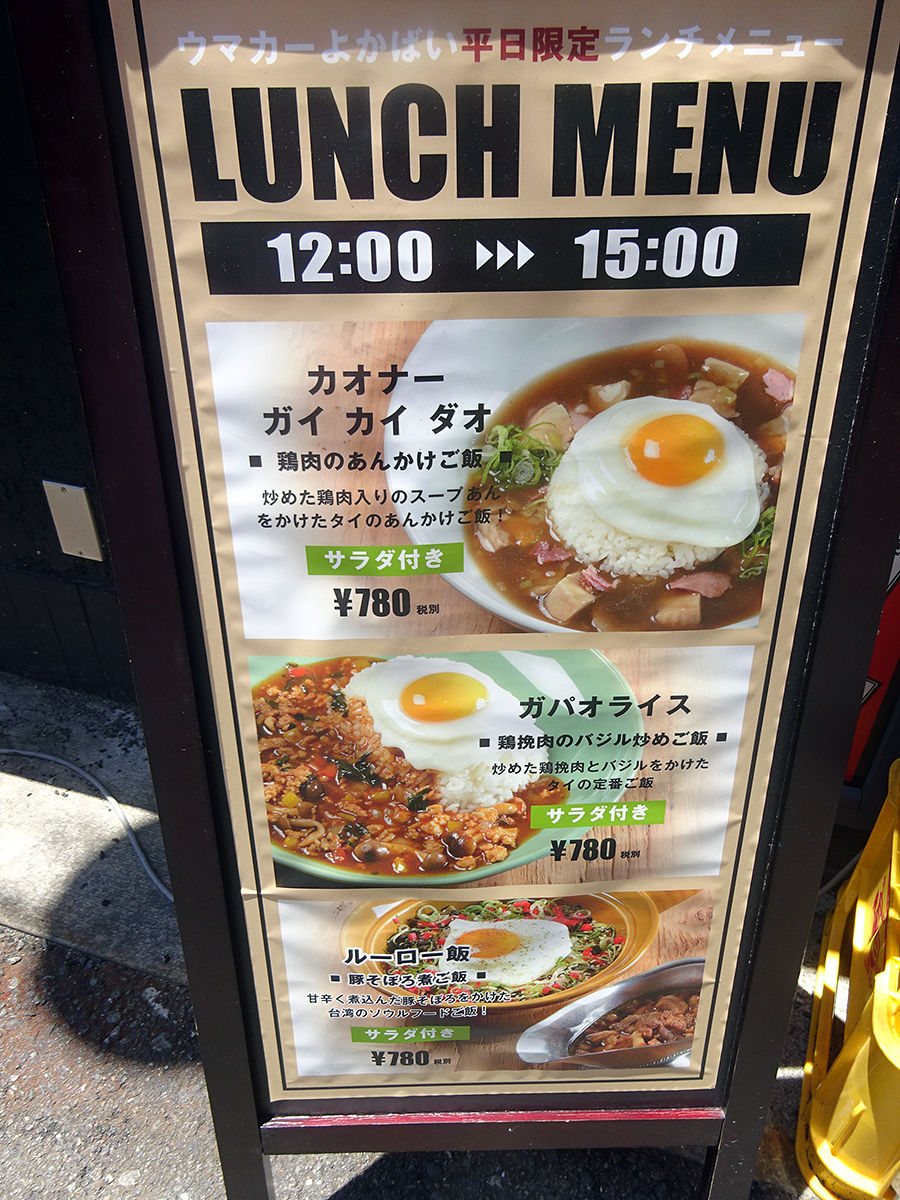 ウマカーよかばい平日限定ランチメニュー
LUNCH MENU
12:00 15:00
カオナー
ガイ カイ ダオ
■ 鶏肉のあんかけご飯 ■
炒めた鶏肉入りのスープあん
をかけたタイのあんかけご飯！
サラダ付き
¥780 税別
ガパオライス
■ 鶏挽肉のバジル炒めご飯 ■
炒めた鶏挽肉とバジルをかけた
タイの定番ご飯
サラダ付き
¥780 税別
ルーロー飯
■ 豚そぼろ煮ご飯 ■
甘辛く煮込んだ豚そぼろをかけた
台湾のソウルフードご飯！
サラダ付き
¥780 税別